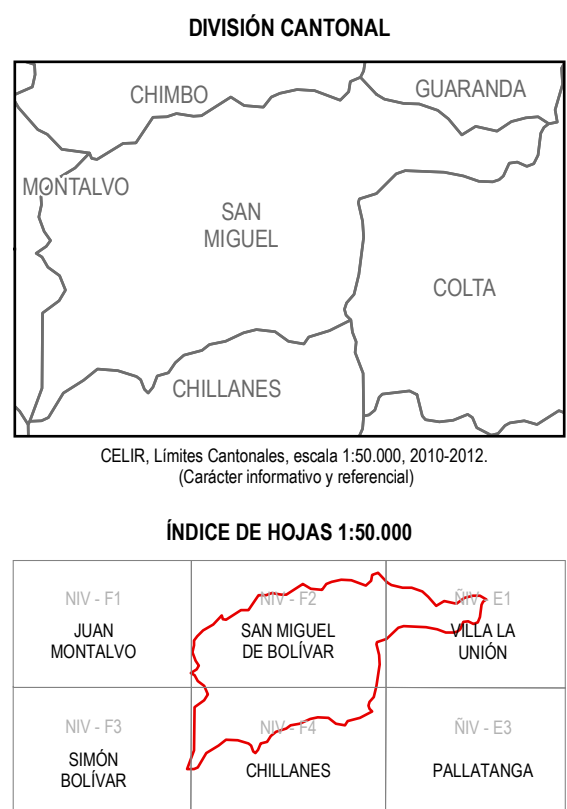 DIVISIÓN CANTONAL
CHIMBO
GUARANDA
MONTALVO
SAN
MIGUEL
COLTA
CHILLANES
CELIR, Límites Cantonales, escala 1:50.000, 2010-2012.
(Carácter informativo y referencial)
ÍNDICE DE HOJAS 1:50.000
NIV - F1
JUAN
MONTALVO
NIV - F2
SAN MIGUEL
DE BOLÍVAR
ÑIV - E1
VILLA LA
UNIÓN
NIV - F3
SIMÓN
BOLÍVAR
NIV - F4
CHILLANES
ÑIV - E3
PALLATANGA